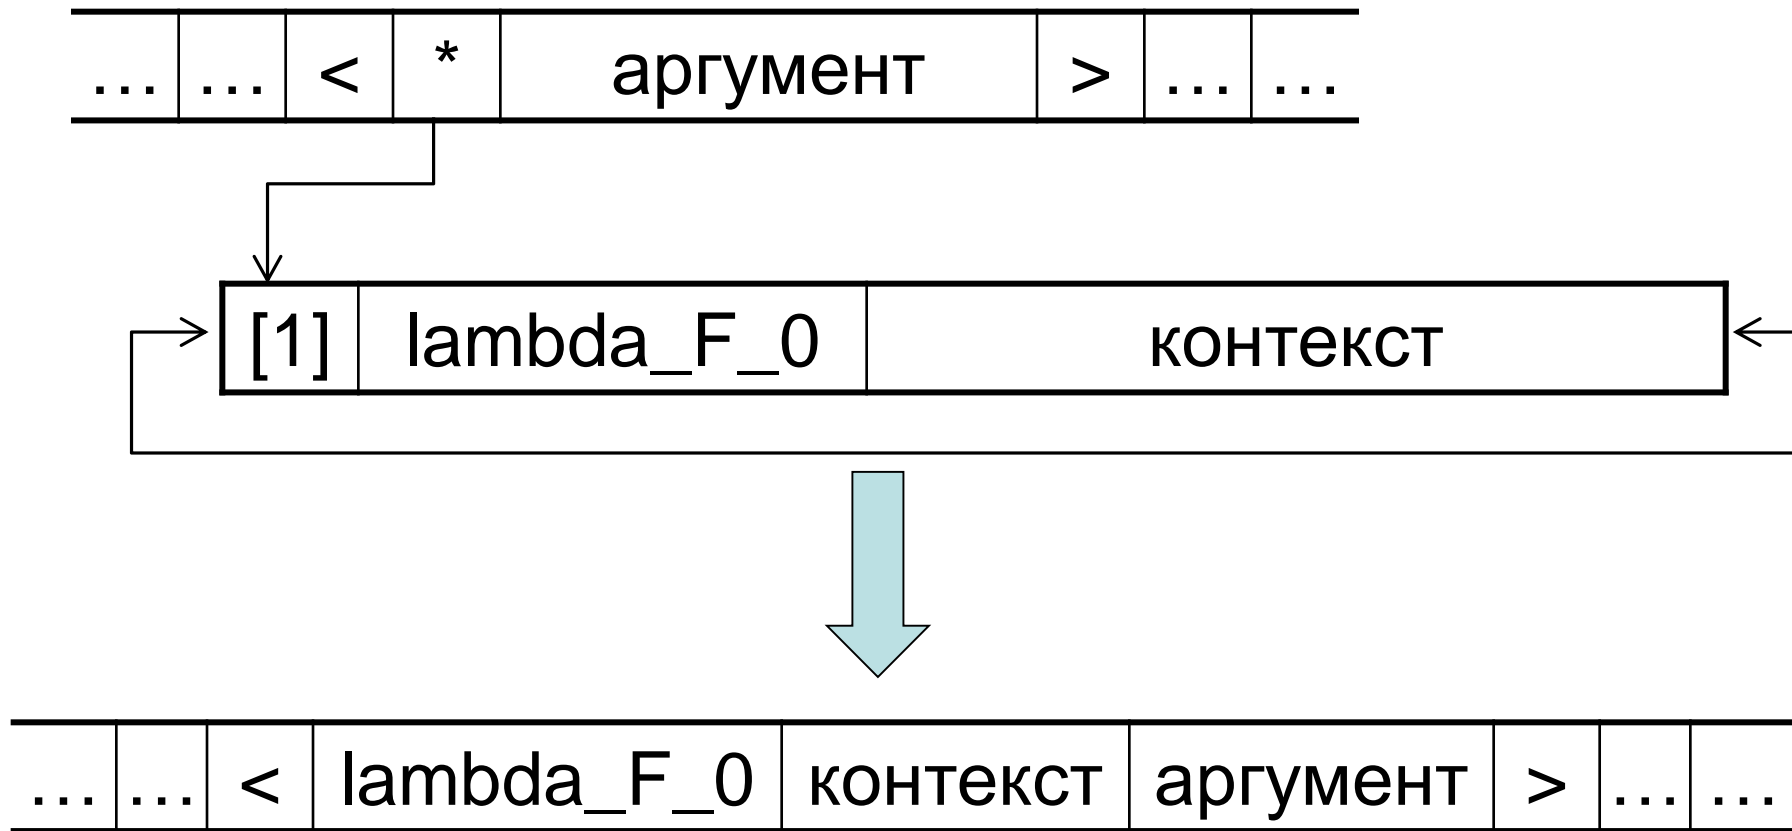 … … < * аргумент > … …
[1] lambda_F_0 контекст
… … < lambda_F_0 контекст аргумент > … …